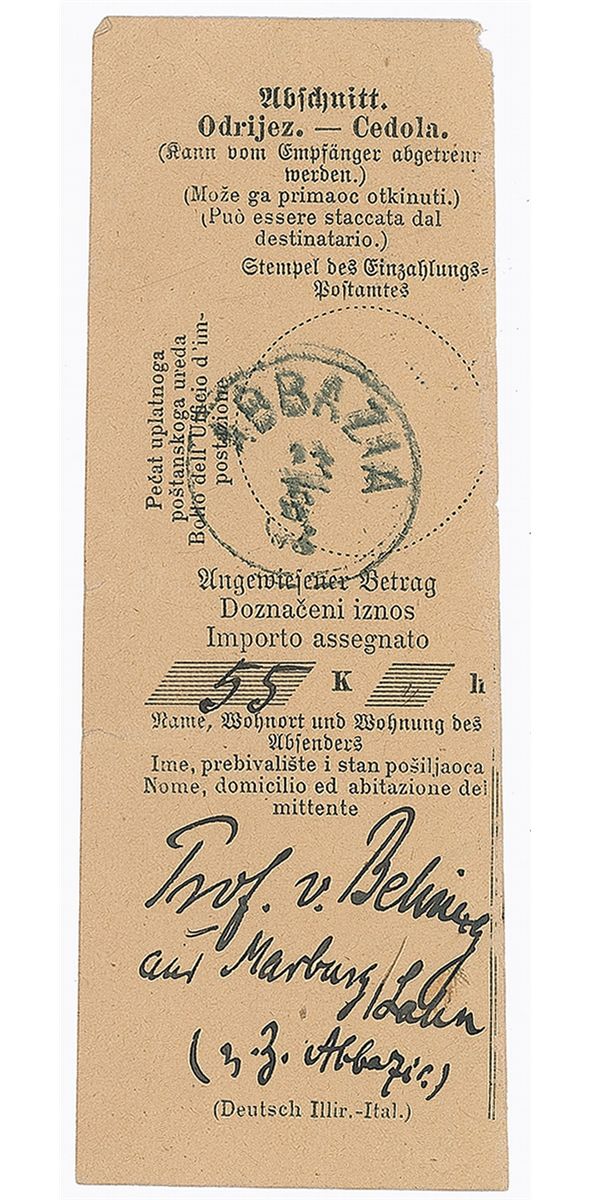 Abschnitt.
Odrijez. — Cedola.
(Kann vom Empfänger abgetrenr
werden.)
(Može ga primaoc otkinuti.)
(Può essere staccata dal
destinatario.)
Stempel des Einzahlungs=
Postamtes
Pečat uplatnoga
poštanskoga ureda
Bollo dell'Ufficio d'im-
postazione
ABBAZIA
Angewiesener Betrag
Doznačeni iznos
Importo assegnato
55 K h
Name, Wohnort und Wohnung des
Absenders
Ime, prebivalište i stan pošiljaoca
Nome, domicilio ed abitazione del
mittente
Prof. v. Behring
aus Marburg/Lahn
(z. Z. Abbazia.)
(Deutsch Illir.-Ital.)